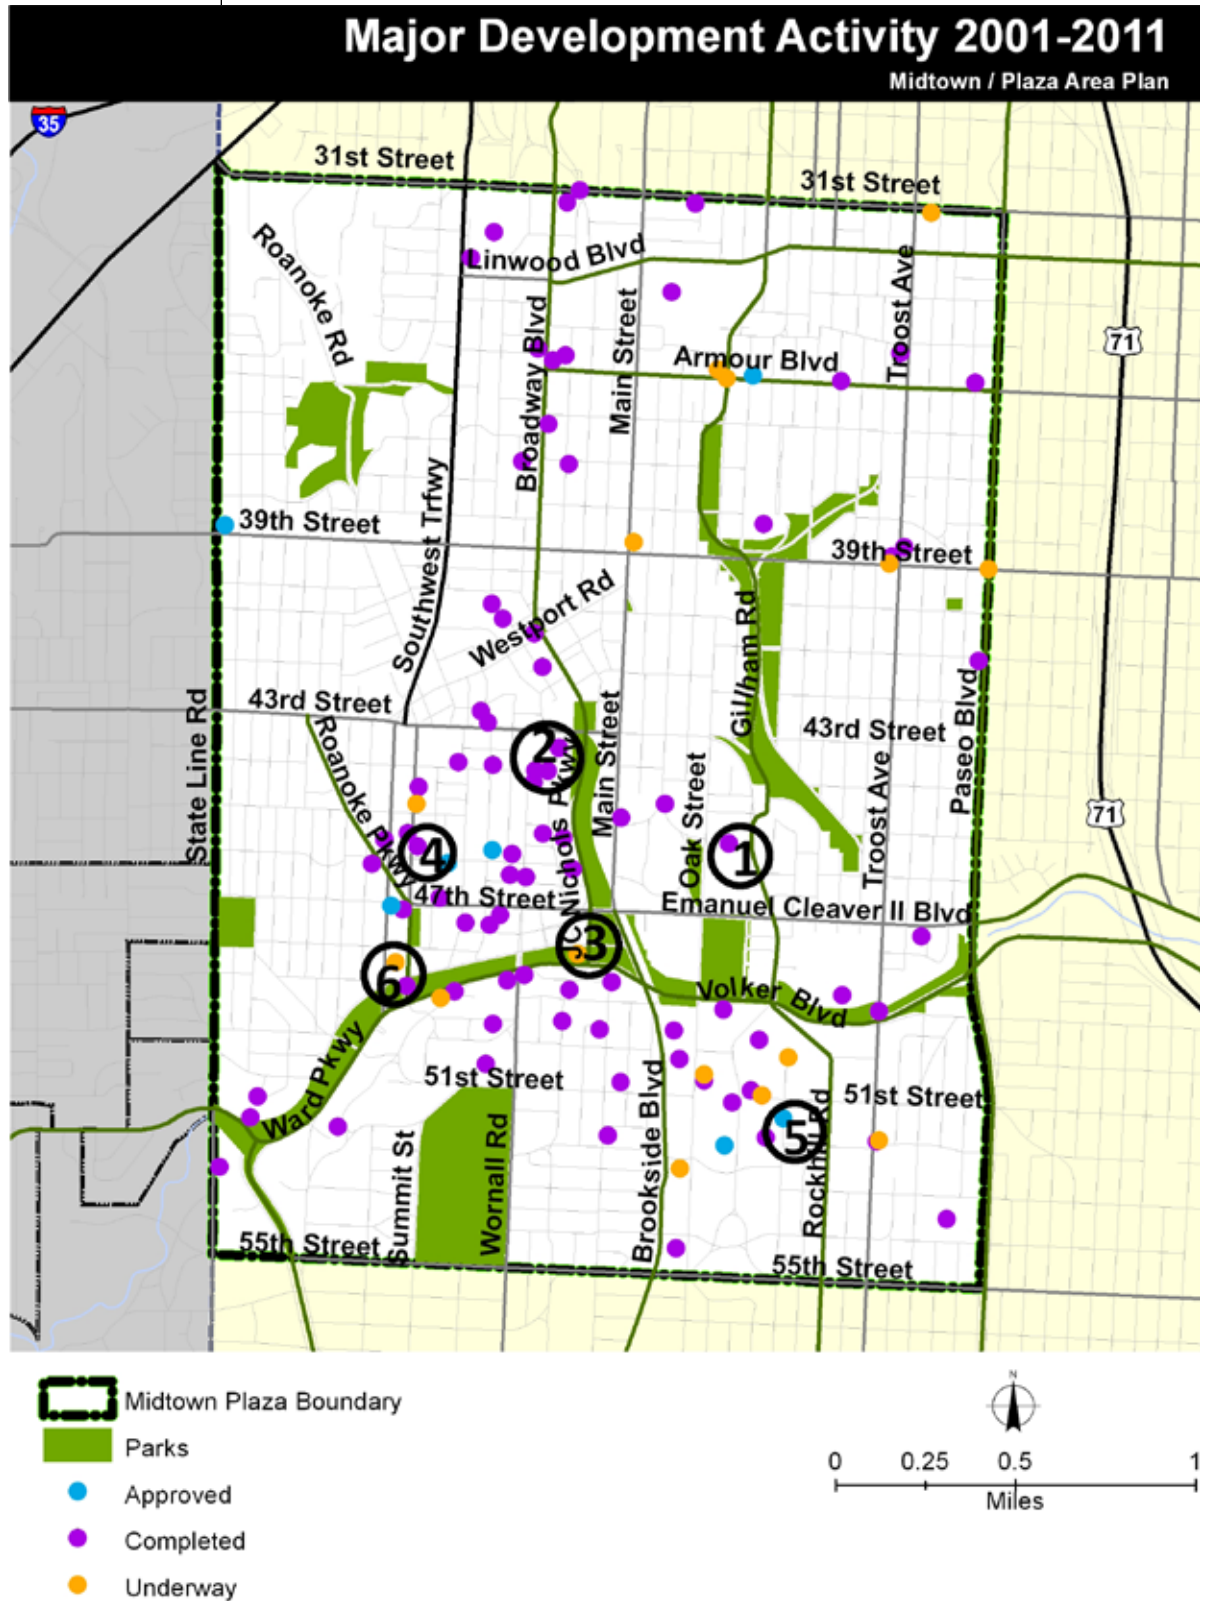 Major Development Activity 2001-2011
Midtown / Plaza Area Plan
35
31st Street
31st Street
Roanoke Rd
Linwood Blvd
Troost Ave
Broadway Blvd
Main Street
71
Armour Blvd
39th Street
Southwest Trfwy
39th Street
Westport Rd
Gillham Rd
43rd Street
State Line Rd
Roanoke Pkwy
2
JC Nichols Pkwy
Main Street
43rd Street
Paseo Blvd
Oak Street
Troost Ave
71
4
1
47th Street
Emanuel Cleaver II Blvd
3
6
Volker Blvd
Ward Pkwy
51st Street
51st Street
5
Summit St
Wornall Rd
Brookside Blvd
Rockhill Rd
55th Street
55th Street
Midtown Plaza Boundary
Parks
Approved
Completed
Underway
N
0 0.25 0.5 1
Miles